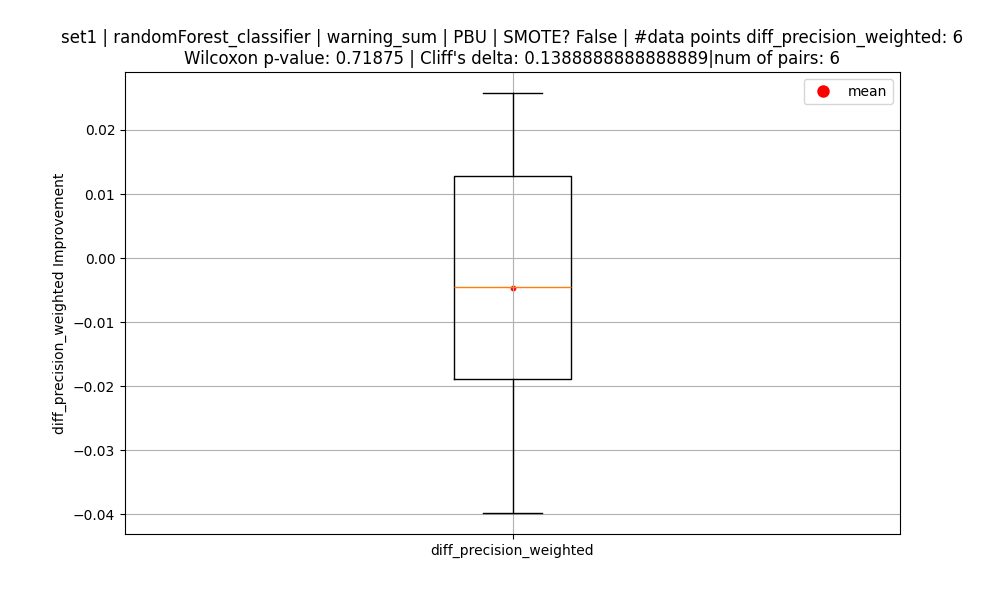 set1 | randomForest_classifier | warning_sum | PBU | SMOTE? False | #data points diff_precision_weighted: 6
Wilcoxon p-value: 0.71875 | Cliff's delta: 0.1388888888888889|num of pairs: 6
mean
diff_precision_weighted Improvement
0.02
0.01
0.00
−0.01
−0.02
−0.03
−0.04
diff_precision_weighted